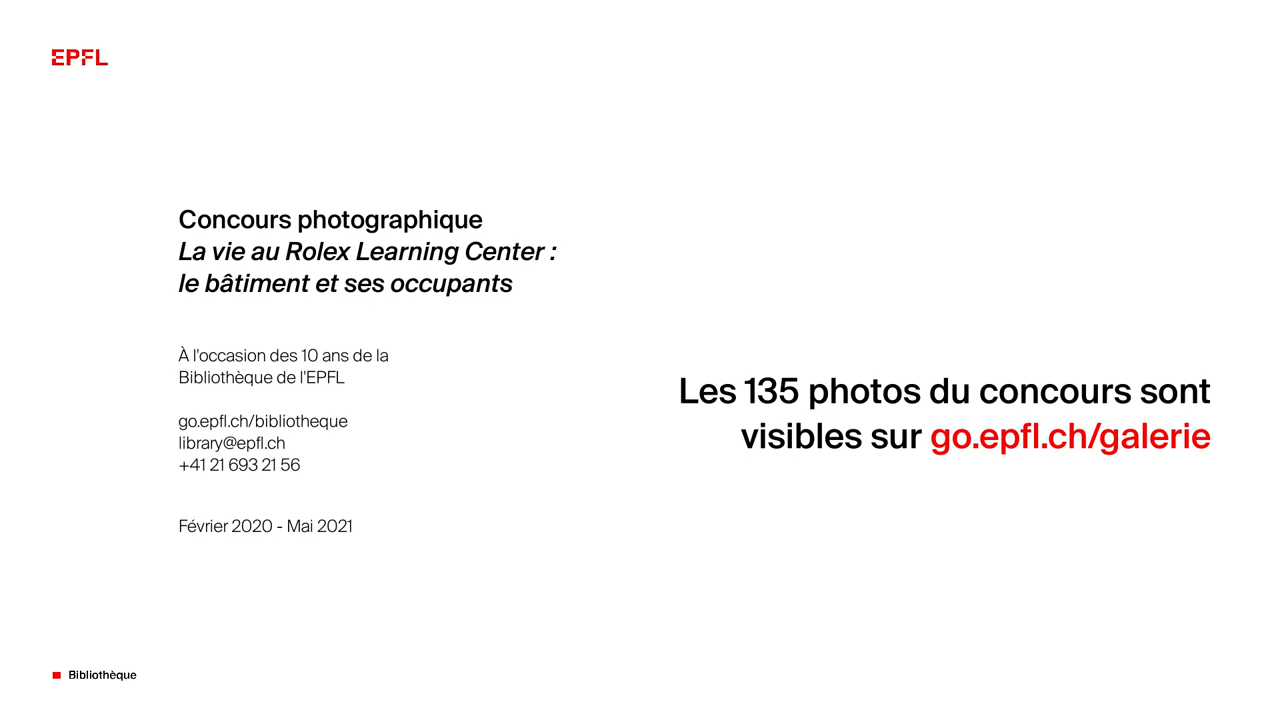 EPFL
Concours photographique
La vie au Rolex Learning Center :
le bâtiment et ses occupants
À l'occasion des 10 ans de la
Bibliothèque de l'EPFL
go.epfl.ch/bibliotheque
library@epfl.ch
+41 21 693 21 56
Février 2020 - Mai 2021
Les 135 photos du concours sont
visibles sur go.epfl.ch/galerie
Bibliothèque